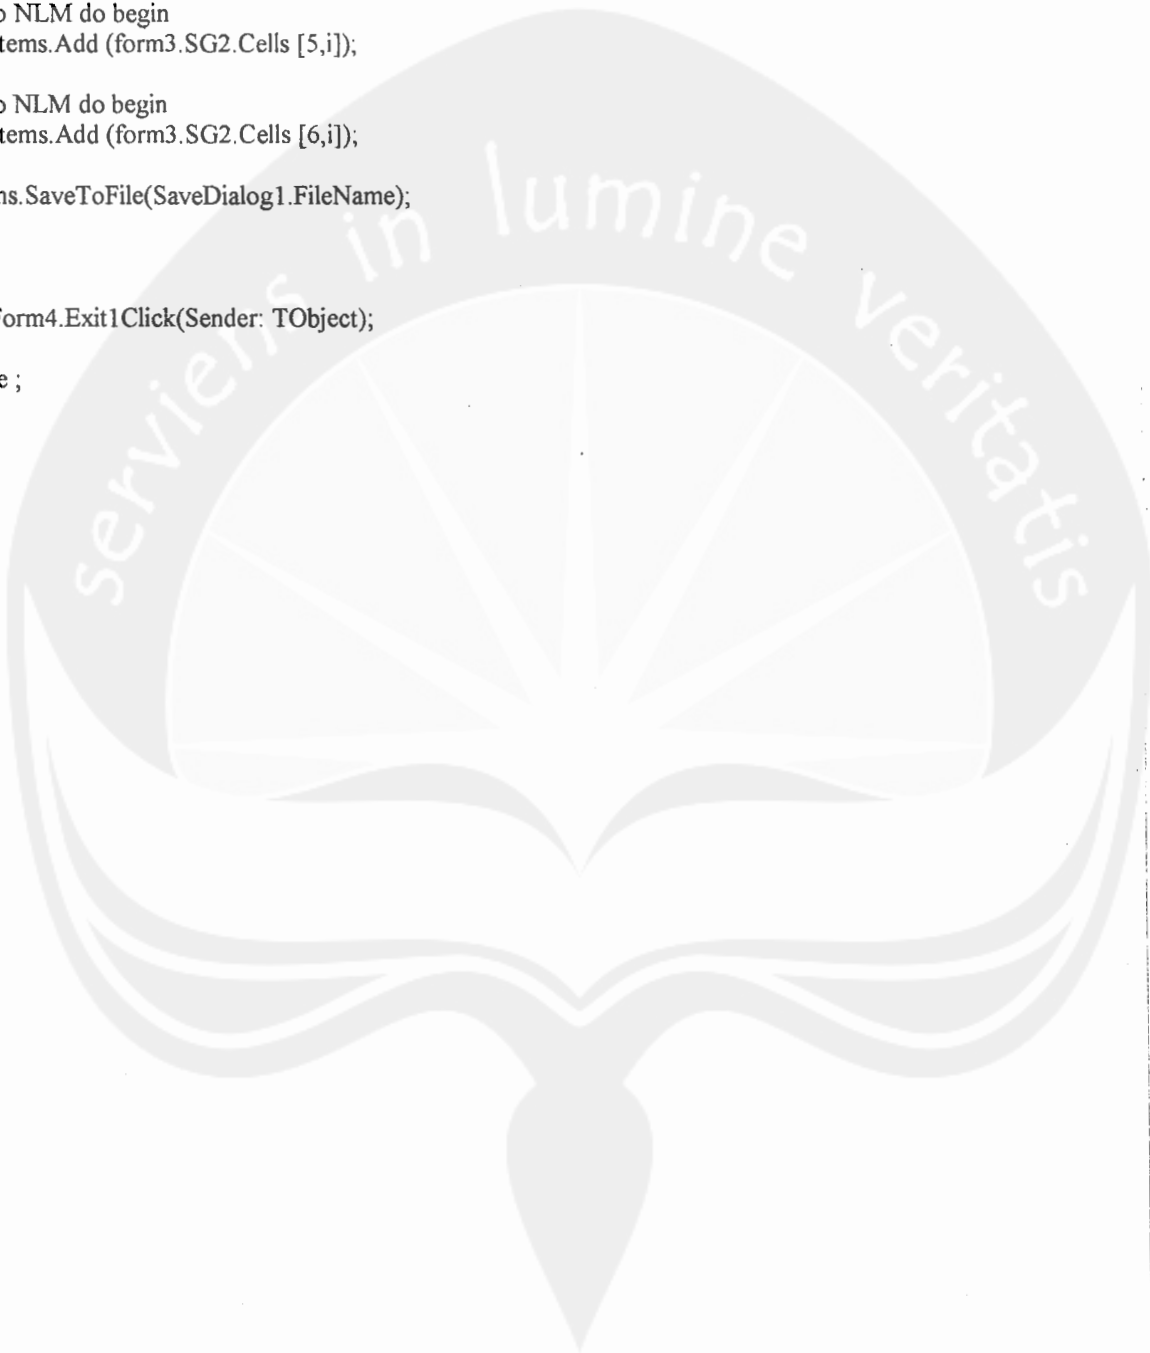 o NLM do begin
tems.Add (form3.SG2.Cells [5,i]);
o NLM do begin
tems.Add (form3.SG2.Cells [6,i]);
ns.SaveToFile(SaveDialog1.FileName);
form4.Exit1Click(Sender: TObject);
e ;
serviens in lumine veritatis